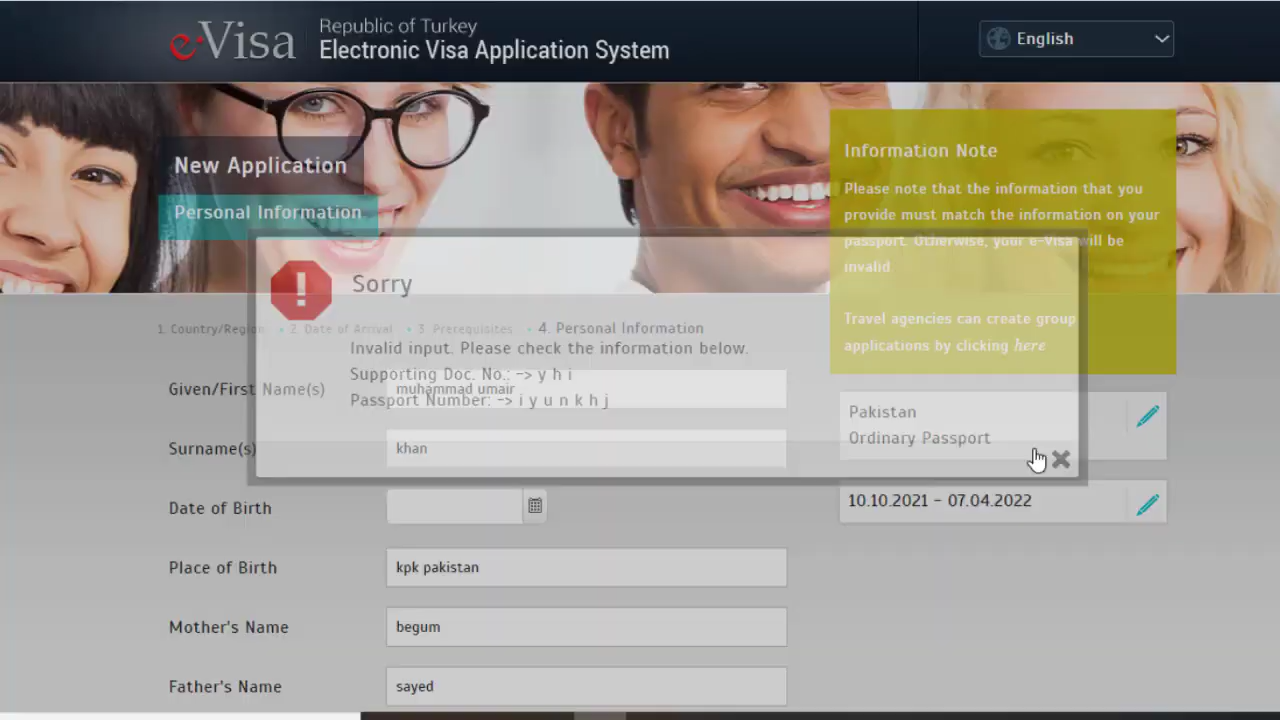 e-Visa
Republic of Turkey
Electronic Visa Application System
English
New Application
Personal Information
Information Note
Please note that the information that you
provide must match the information on your
passport. Otherwise, your e-Visa will be
invalid.
Travel agencies can create group
applications by clicking here
Sorry
Invalid input. Please check the information below.
Supporting Doc. No.: -> y h i
Passport Number: -> i y u n k h j
1. Country/Region
2. Date of Arrival
3. Prerequisites
4. Personal Information
Given/First Name(s)
muhammad umair
Surname(s)
khan
Date of Birth
Place of Birth
kpk pakistan
Mother's Name
begum
Father's Name
sayed
Pakistan
Ordinary Passport
10.10.2021 - 07.04.2022